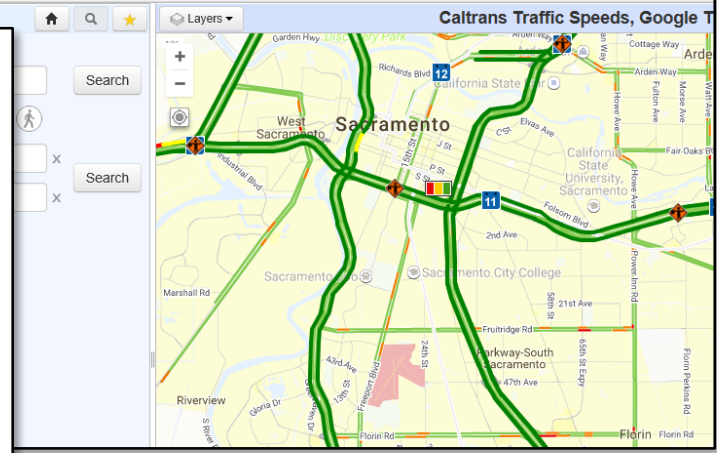 Layers
Caltrans Traffic Speeds, Google T
Search
x
Search
x
+
−
Garden Hwy
Discovery Park
Arden Way
Cottage Way
Arde
Richards Blvd
12
California State Fair
Arden Way
Howe Ave
Fulton Ave
Morse Ave
Watt Ave
West
Sacramento
Sacramento
15th St
J St
P St
S St
C St
Elvas Ave
Fair-Oaks B
California
State
University,
Sacramento
Industrial Blvd
11
Folsom Blvd
Howe Ave
2nd Ave
Sacramento Zoo
Sacramento City College
Power Inn Rd
Marshall Rd
58th St
21st Ave
Fruitridge Rd
24th St
65th St Expy
Parkway-South
Sacramento
47th Ave
43rd Ave
13th St
Freeport Blvd
Florin Perkins Rd
Riverview
Gloria Dr
S River
Florin Rd
Florin
Florin Rd